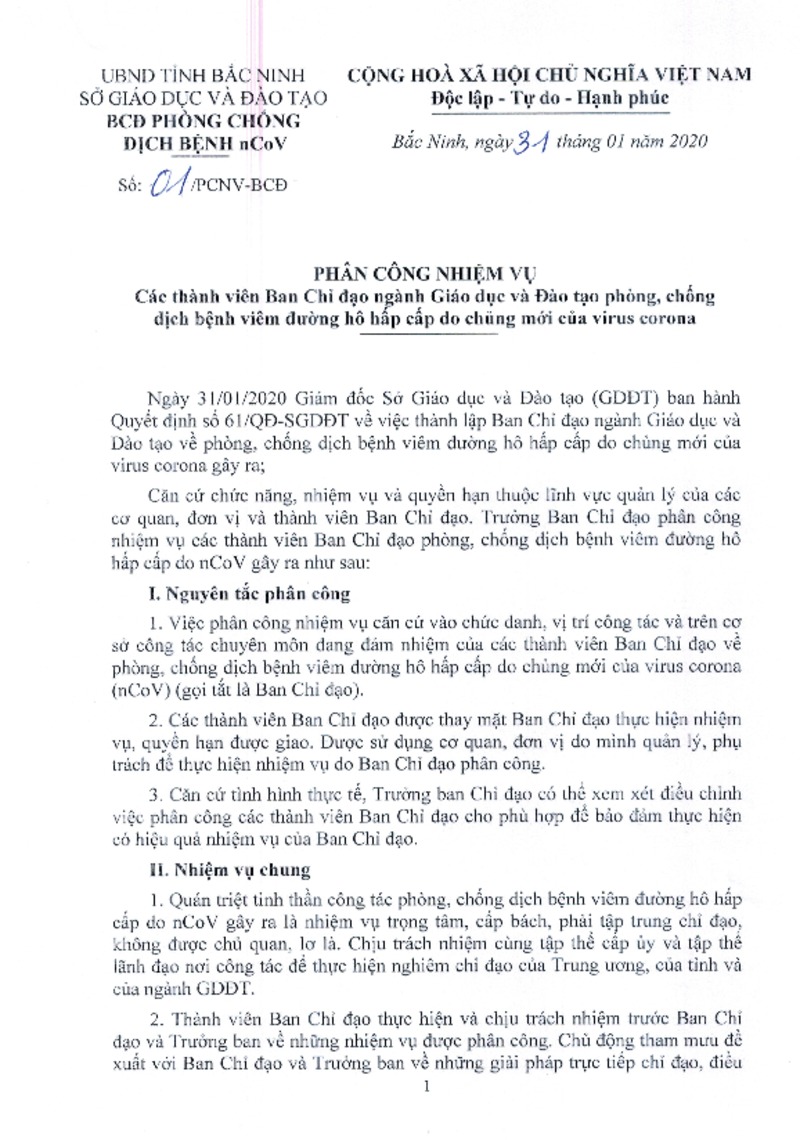 UBND TỈNH BẮC NINH
SỞ GIÁO DỤC VÀ ĐÀO TẠO
BCĐ PHÒNG CHỐNG
DỊCH BỆNH nCoV
Số: 01/PCNV-BCĐ
CỘNG HOÀ XÃ HỘI CHỦ NGHĨA VIỆT NAM
Độc lập - Tự do - Hạnh phúc
Bắc Ninh, ngày 31 tháng 01 năm 2020
PHÂN CÔNG NHIỆM VỤ
Các thành viên Ban Chỉ đạo ngành Giáo dục và Đào tạo phòng, chống
dịch bệnh viêm đường hô hấp cấp do chủng mới của virus corona
Ngày 31/01/2020 Giám đốc Sở Giáo dục và Đào tạo (GDĐT) ban hành
Quyết định số 61/QĐ-SGDĐT về việc thành lập Ban Chỉ đạo ngành Giáo dục và
Đào tạo về phòng, chống dịch bệnh viêm đường hô hấp cấp do chủng mới của
virus corona gây ra;
Căn cứ chức năng, nhiệm vụ và quyền hạn thuộc lĩnh vực quản lý của các
cơ quan, đơn vị và thành viên Ban Chỉ đạo. Trưởng Ban Chỉ đạo phân công
nhiệm vụ các thành viên Ban Chỉ đạo phòng, chống dịch bệnh viêm đường hô
hấp cấp do nCoV gây ra như sau:
I. Nguyên tắc phân công
1. Việc phân công nhiệm vụ căn cứ vào chức danh, vị trí công tác và trên cơ
sở công tác chuyên môn đang đảm nhiệm của các thành viên Ban Chỉ đạo về
phòng, chống dịch bệnh viêm đường hô hấp cấp do chủng mới của virus corona
(nCoV) (gọi tắt là Ban Chỉ đạo).
2. Các thành viên Ban Chỉ đạo được thay mặt Ban Chỉ đạo thực hiện nhiệm
vụ, quyền hạn được giao. Được sử dụng cơ quan, đơn vị do mình quản lý, phụ
trách để thực hiện nhiệm vụ do Ban Chỉ đạo phân công.
3. Căn cứ tình hình thực tế, Trưởng ban Chỉ đạo có thể xem xét điều chỉnh
việc phân công các thành viên Ban Chỉ đạo cho phù hợp để bảo đảm thực hiện
có hiệu quả nhiệm vụ của Ban Chỉ đạo.
II. Nhiệm vụ chung
1. Quán triệt tinh thần công tác phòng, chống dịch bệnh viêm đường hô hấp
cấp do nCoV gây ra là nhiệm vụ trọng tâm, cấp bách, phải tập trung chỉ đạo,
không được chủ quan, lơ là. Chịu trách nhiệm cùng tập thể cấp ủy và tập thể
lãnh đạo nơi công tác để thực hiện nghiêm chỉ đạo của Trung ương, của tỉnh và
của ngành GDĐT.
2. Thành viên Ban Chỉ đạo thực hiện và chịu trách nhiệm trước Ban Chỉ
đạo và Trưởng ban về những nhiệm vụ được phân công. Chủ động tham mưu đề
xuất với Ban Chỉ đạo và Trưởng ban về những giải pháp trực tiếp chỉ đạo, điều
1